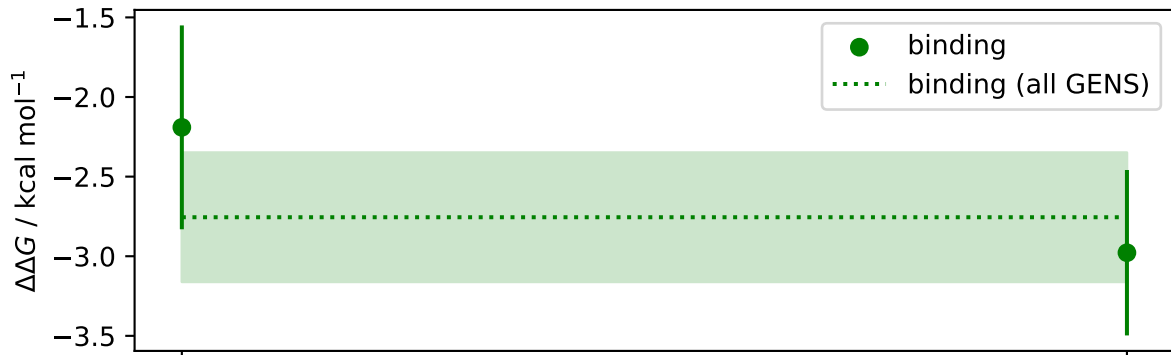 −1.5
−2.0
−2.5
−3.0
−3.5
ΔΔG / kcal mol⁻¹
binding
binding (all GENS)